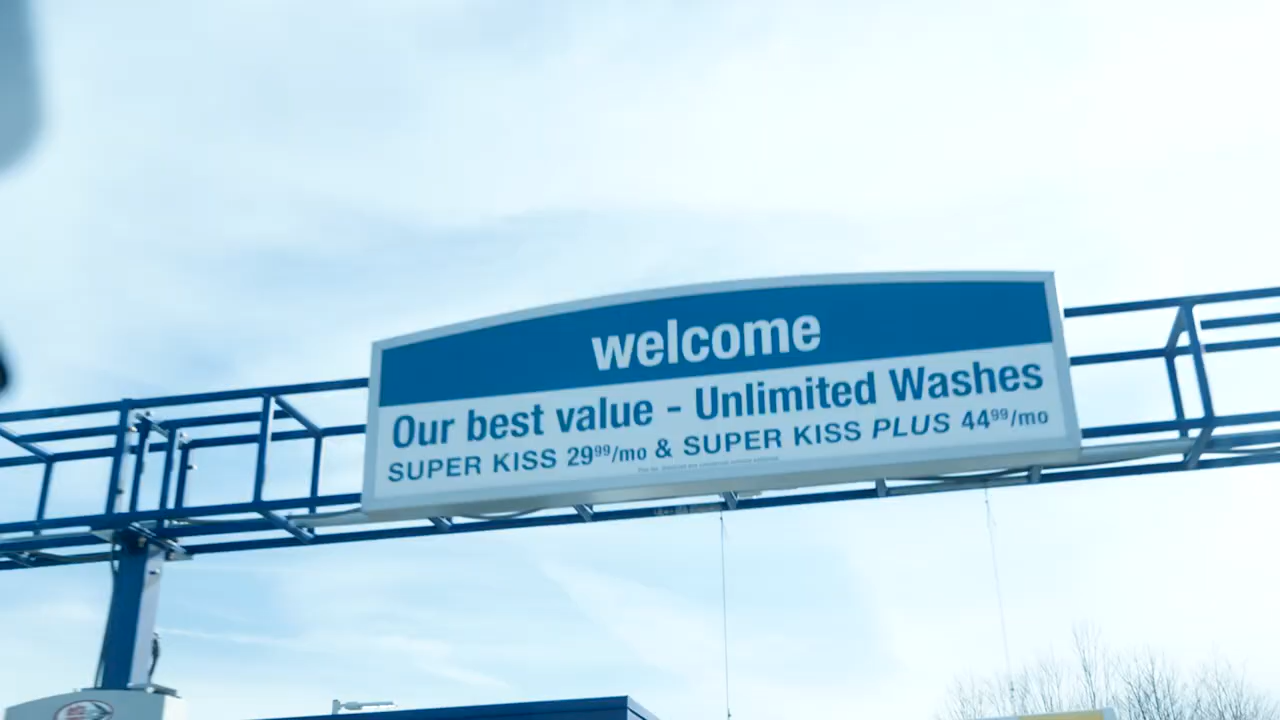 welcome
Our best value - Unlimited Washes
SUPER KISS 29⁹⁹/mo & SUPER KISS PLUS 44⁹⁹/mo